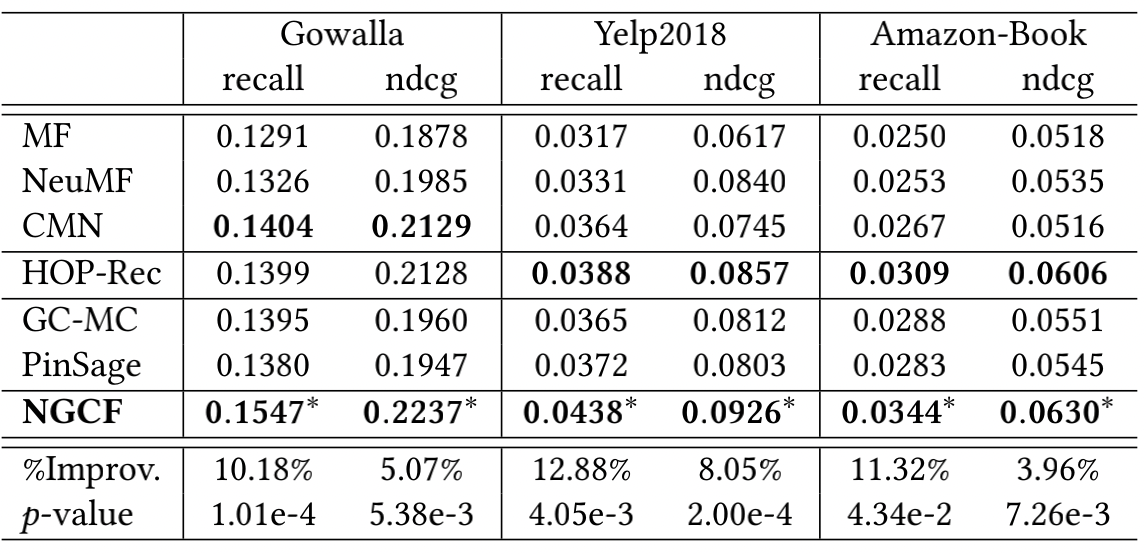 Gowalla Yelp2018 Amazon-Book
recall ndcg recall ndcg recall ndcg
MF 0.1291 0.1878 0.0317 0.0617 0.0250 0.0518
NeuMF 0.1326 0.1985 0.0331 0.0840 0.0253 0.0535
CMN 0.1404 0.2129 0.0364 0.0745 0.0267 0.0516
HOP-Rec 0.1399 0.2128 0.0388 0.0857 0.0309 0.0606
GC-MC 0.1395 0.1960 0.0365 0.0812 0.0288 0.0551
PinSage 0.1380 0.1947 0.0372 0.0803 0.0283 0.0545
NGCF 0.1547* 0.2237* 0.0438* 0.0926* 0.0344* 0.0630*
%Improv. 10.18% 5.07% 12.88% 8.05% 11.32% 3.96%
p-value 1.01e-4 5.38e-3 4.05e-3 2.00e-4 4.34e-2 7.26e-3